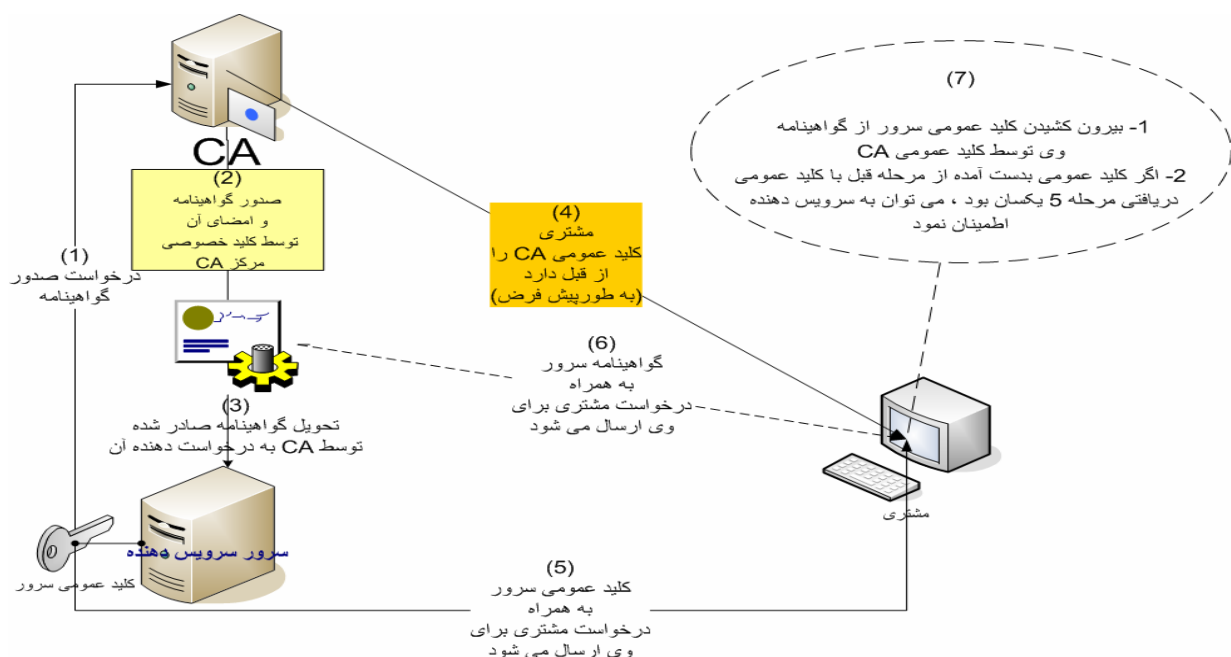 CA
(1)
درخواست صدور
گواهینامه
(2)
صدور گواهینامه
و امضای آن
توسط کلید خصوصی
مرکز CA
(3)
تحویل گواهینامه صادر شده
توسط CA به درخواست دهنده آن
سرور سرویس دهنده
کلید عمومی سرور
(4)
مشتری
کلید عمومی CA را
از قبل دارد
(به طورپیش فرض)
(5)
کلید عمومی سرور
به همراه
درخواست مشتری برای
وی ارسال می شود
(6)
گواهینامه سرور
به همراه
درخواست مشتری برای
وی ارسال می شود
مشتری
(7)
1- بیرون کشیدن کلید عمومی سرور از گواهینامه
وی توسط کلید عمومی CA
2- اگر کلید عمومی بدست آمده از مرحله قبل با کلید عمومی
دریافتی مرحله 5 یکسان بود ، می توان به سرویس دهنده
اطمینان نمود